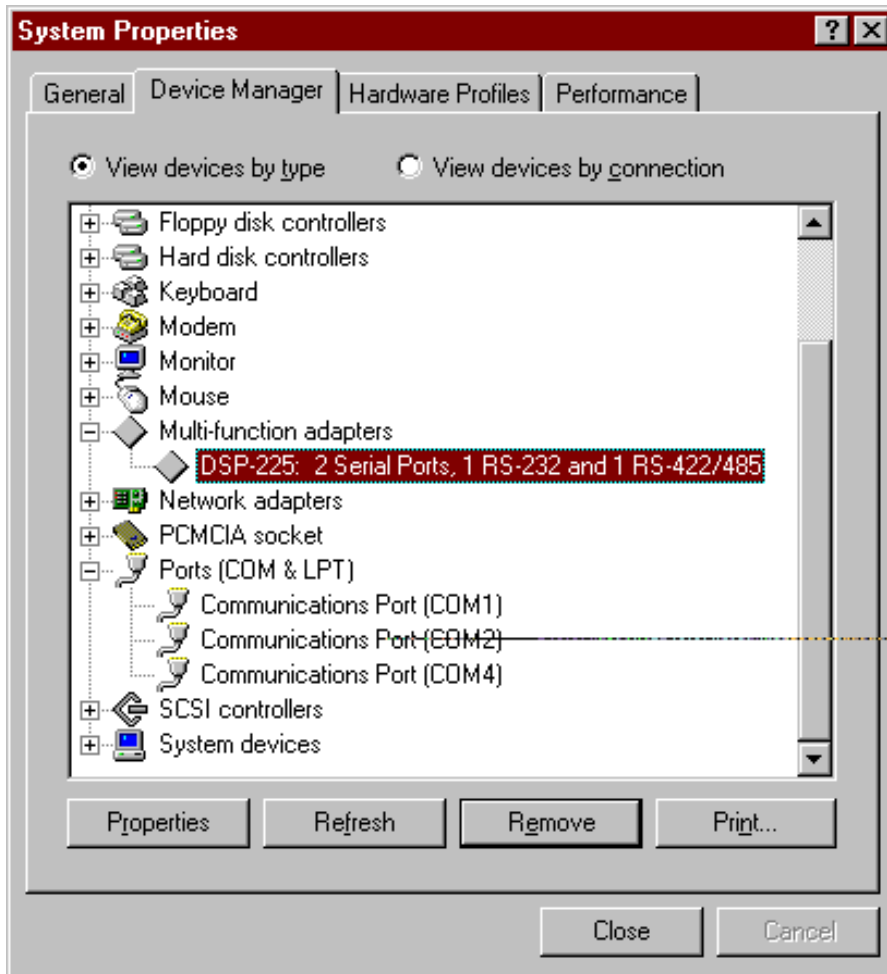 System Properties
General Device Manager Hardware Profiles Performance
View devices by type View devices by connection
Floppy disk controllers
Hard disk controllers
Keyboard
Modem
Monitor
Mouse
Multi-function adapters
DSP-225: 2 Serial Ports, 1 RS-232 and 1 RS-422/485
Network adapters
PCMCIA socket
Ports (COM & LPT)
Communications Port (COM1)
Communications Port (COM2)
Communications Port (COM4)
SCSI controllers
System devices
Properties Refresh Remove Print...
Close Cancel